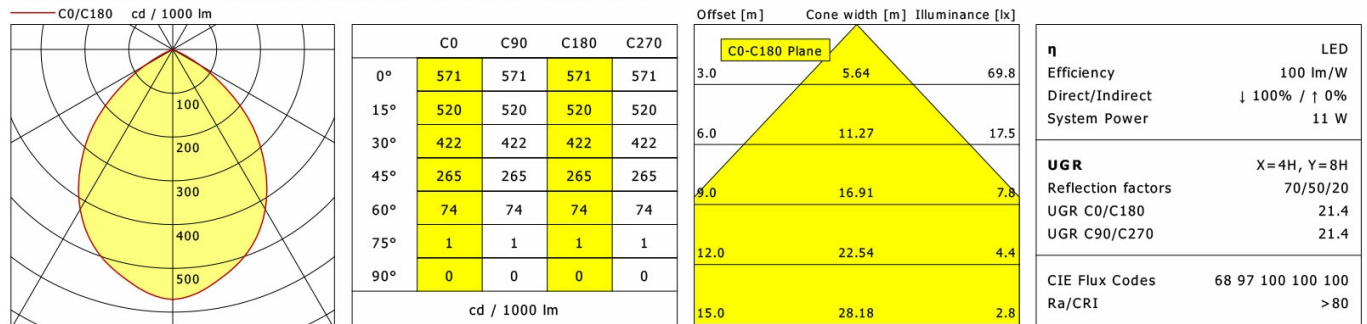 C0/C180 cd / 1000 lm
100
200
300
400
500
C0 C90 C180 C270
0° 571 571 571 571
15° 520 520 520 520
30° 422 422 422 422
45° 265 265 265 265
60° 74 74 74 74
75° 1 1 1 1
90° 0 0 0 0
cd / 1000 lm
Offset [m] Cone width [m] Illuminance [lx]
C0-C180 Plane
3.0 5.64 69.8
6.0 11.27 17.5
9.0 16.91 7.8
12.0 22.54 4.4
15.0 28.18 2.8
η LED
Efficiency 100 lm/W
Direct/Indirect ↓ 100% / ↑ 0%
System Power 11 W
UGR X=4H, Y=8H
Reflection factors 70/50/20
UGR C0/C180 21.4
UGR C90/C270 21.4
CIE Flux Codes 68 97 100 100 100
Ra/CRI >80